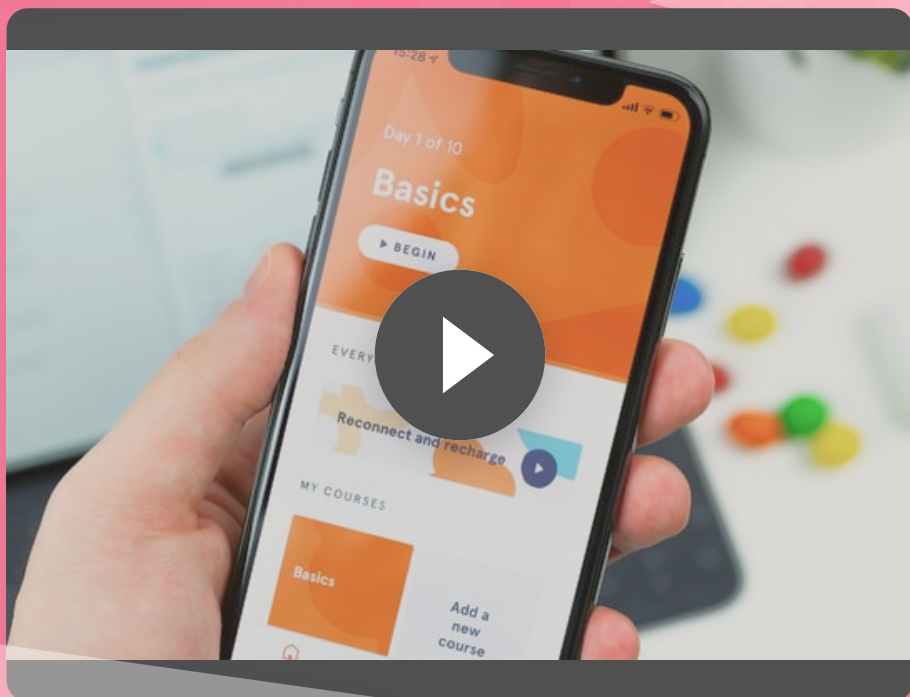 15:28
Day 1 of 10
Basics
BEGIN
EVERY
Reconnect and recharge
MY COURSES
Basics
Add a
new
course